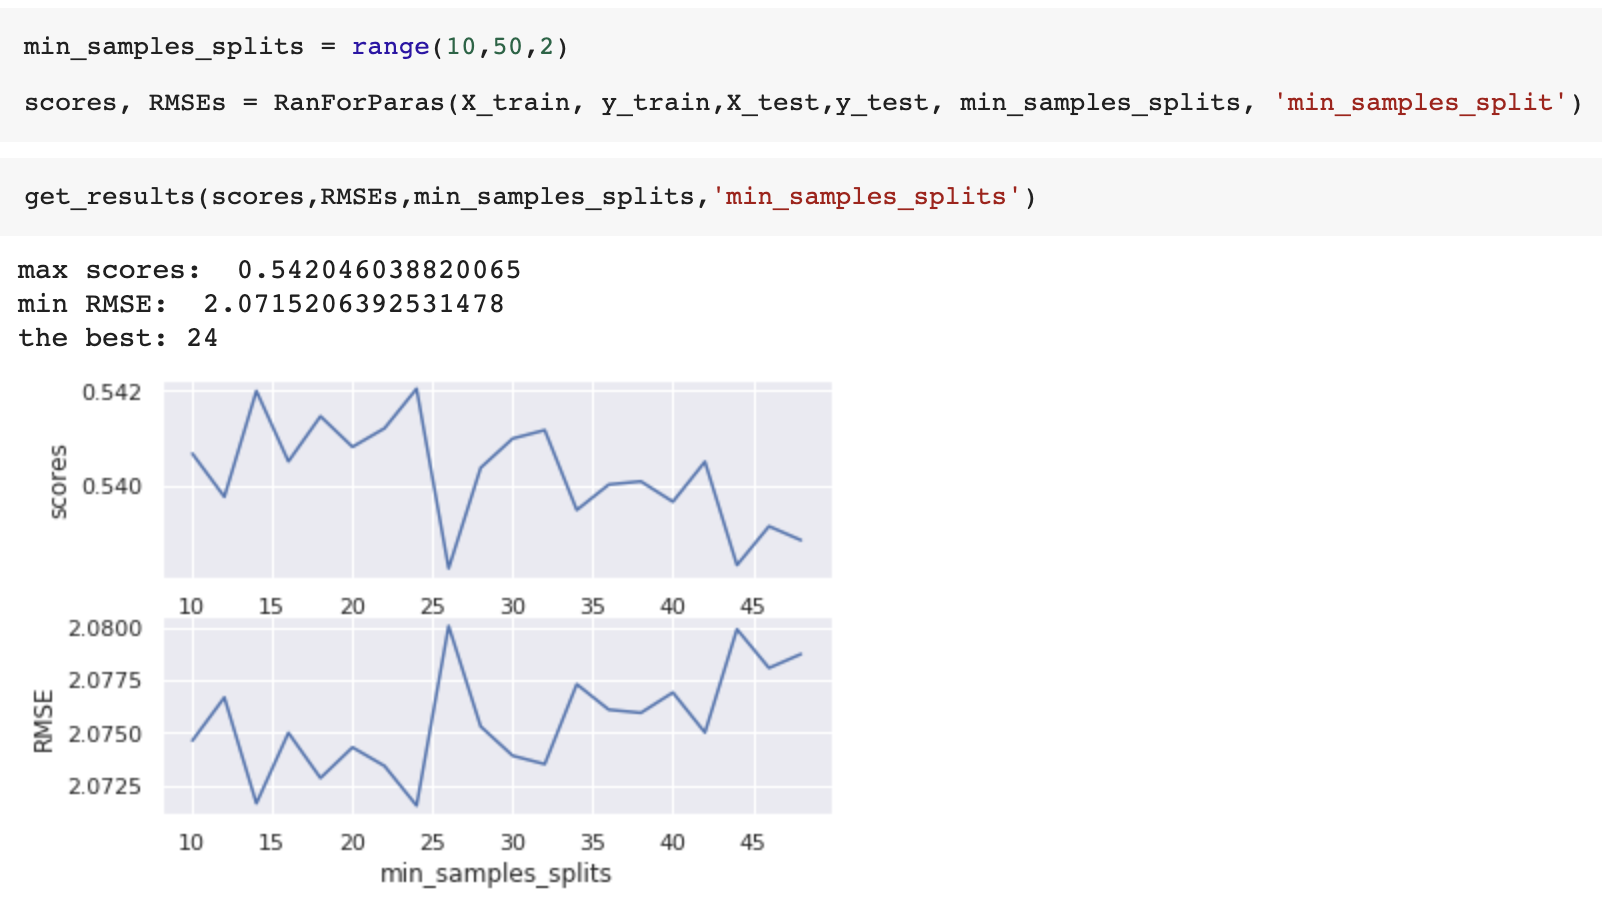 min_samples_splits = range(10,50,2)
scores, RMSEs = RanForParas(X_train, y_train,X_test,y_test, min_samples_splits, 'min_samples_split')
get_results(scores,RMSEs,min_samples_splits,'min_samples_splits')
max scores:  0.542046038820065
min RMSE:  2.0715206392531478
the best: 24
0.542
0.540
scores
10 15 20 25 30 35 40 45
2.0800
2.0775
2.0750
2.0725
RMSE
10 15 20 25 30 35 40 45
min_samples_splits